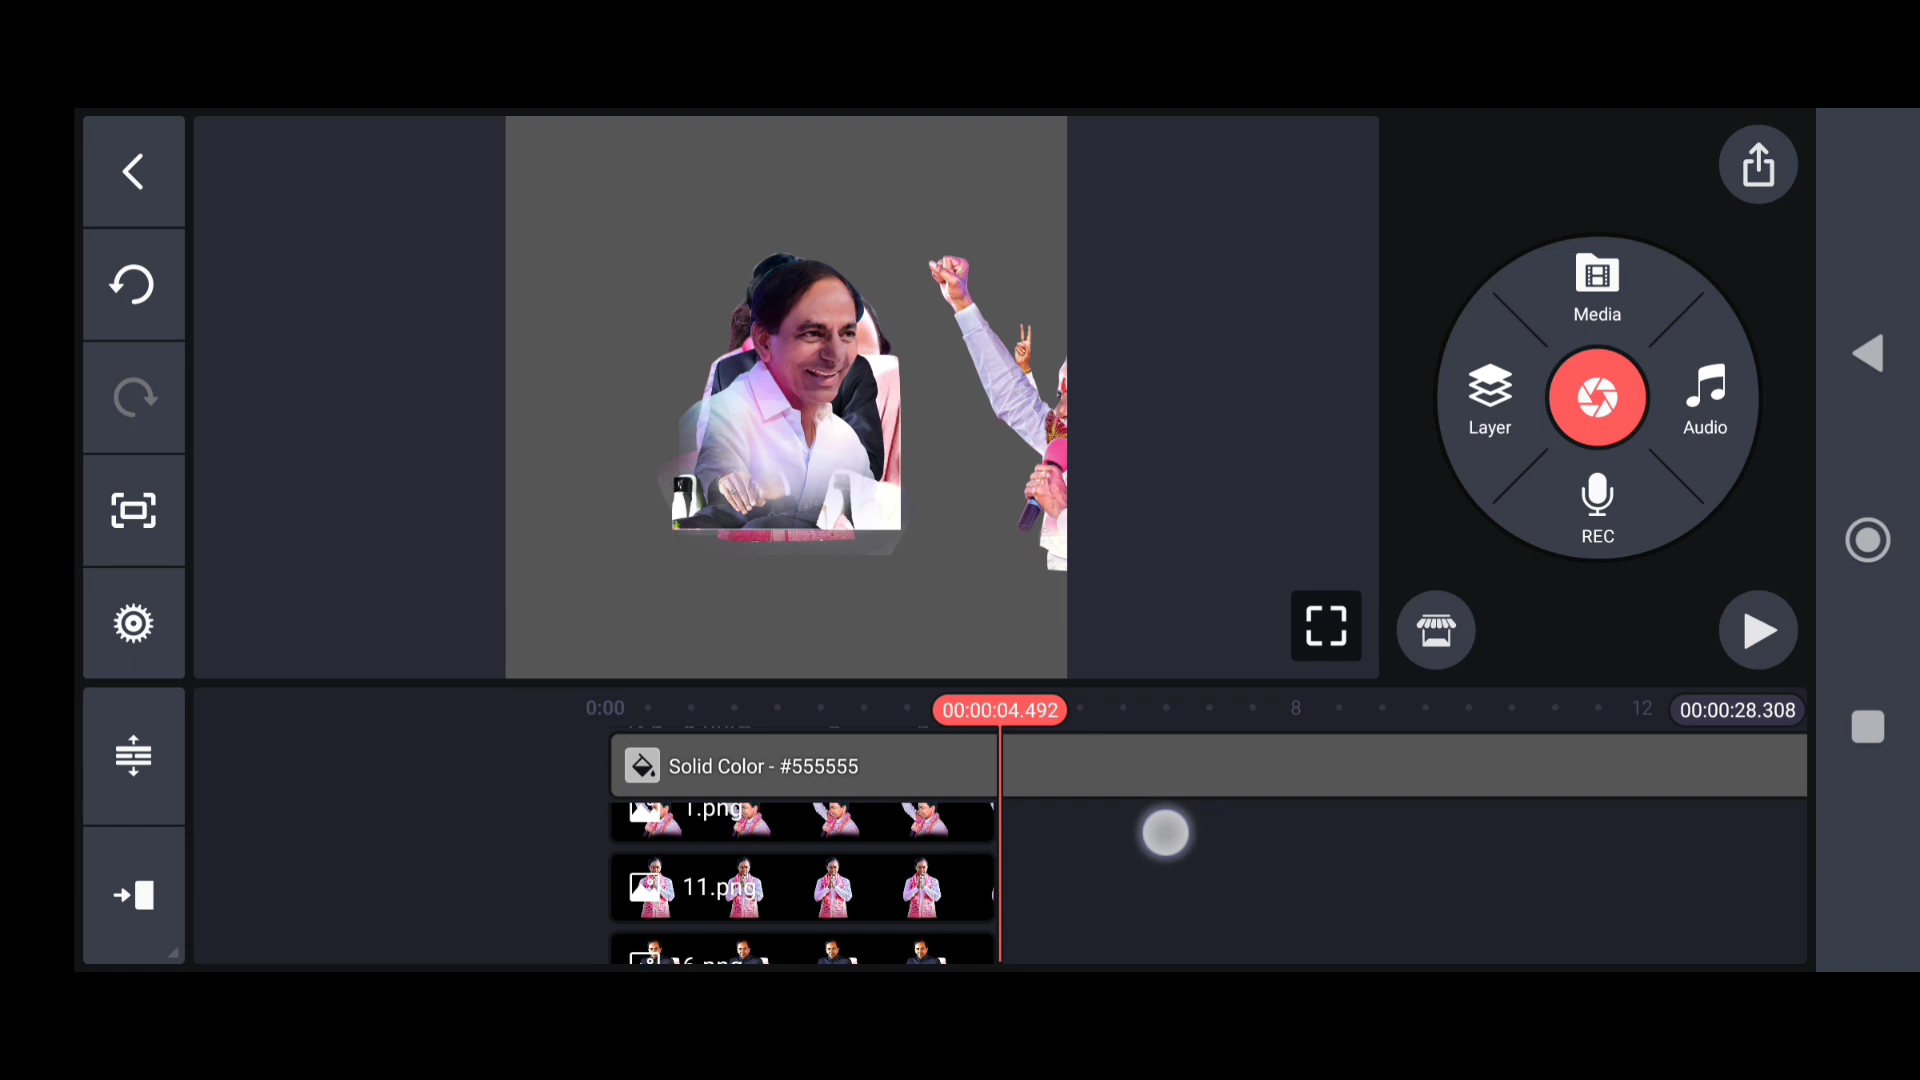 Media
Layer
Audio
REC
0:00
00:00:04.492
8
12
00:00:28.308
Solid Color - #555555
1.png
11.png
6.png